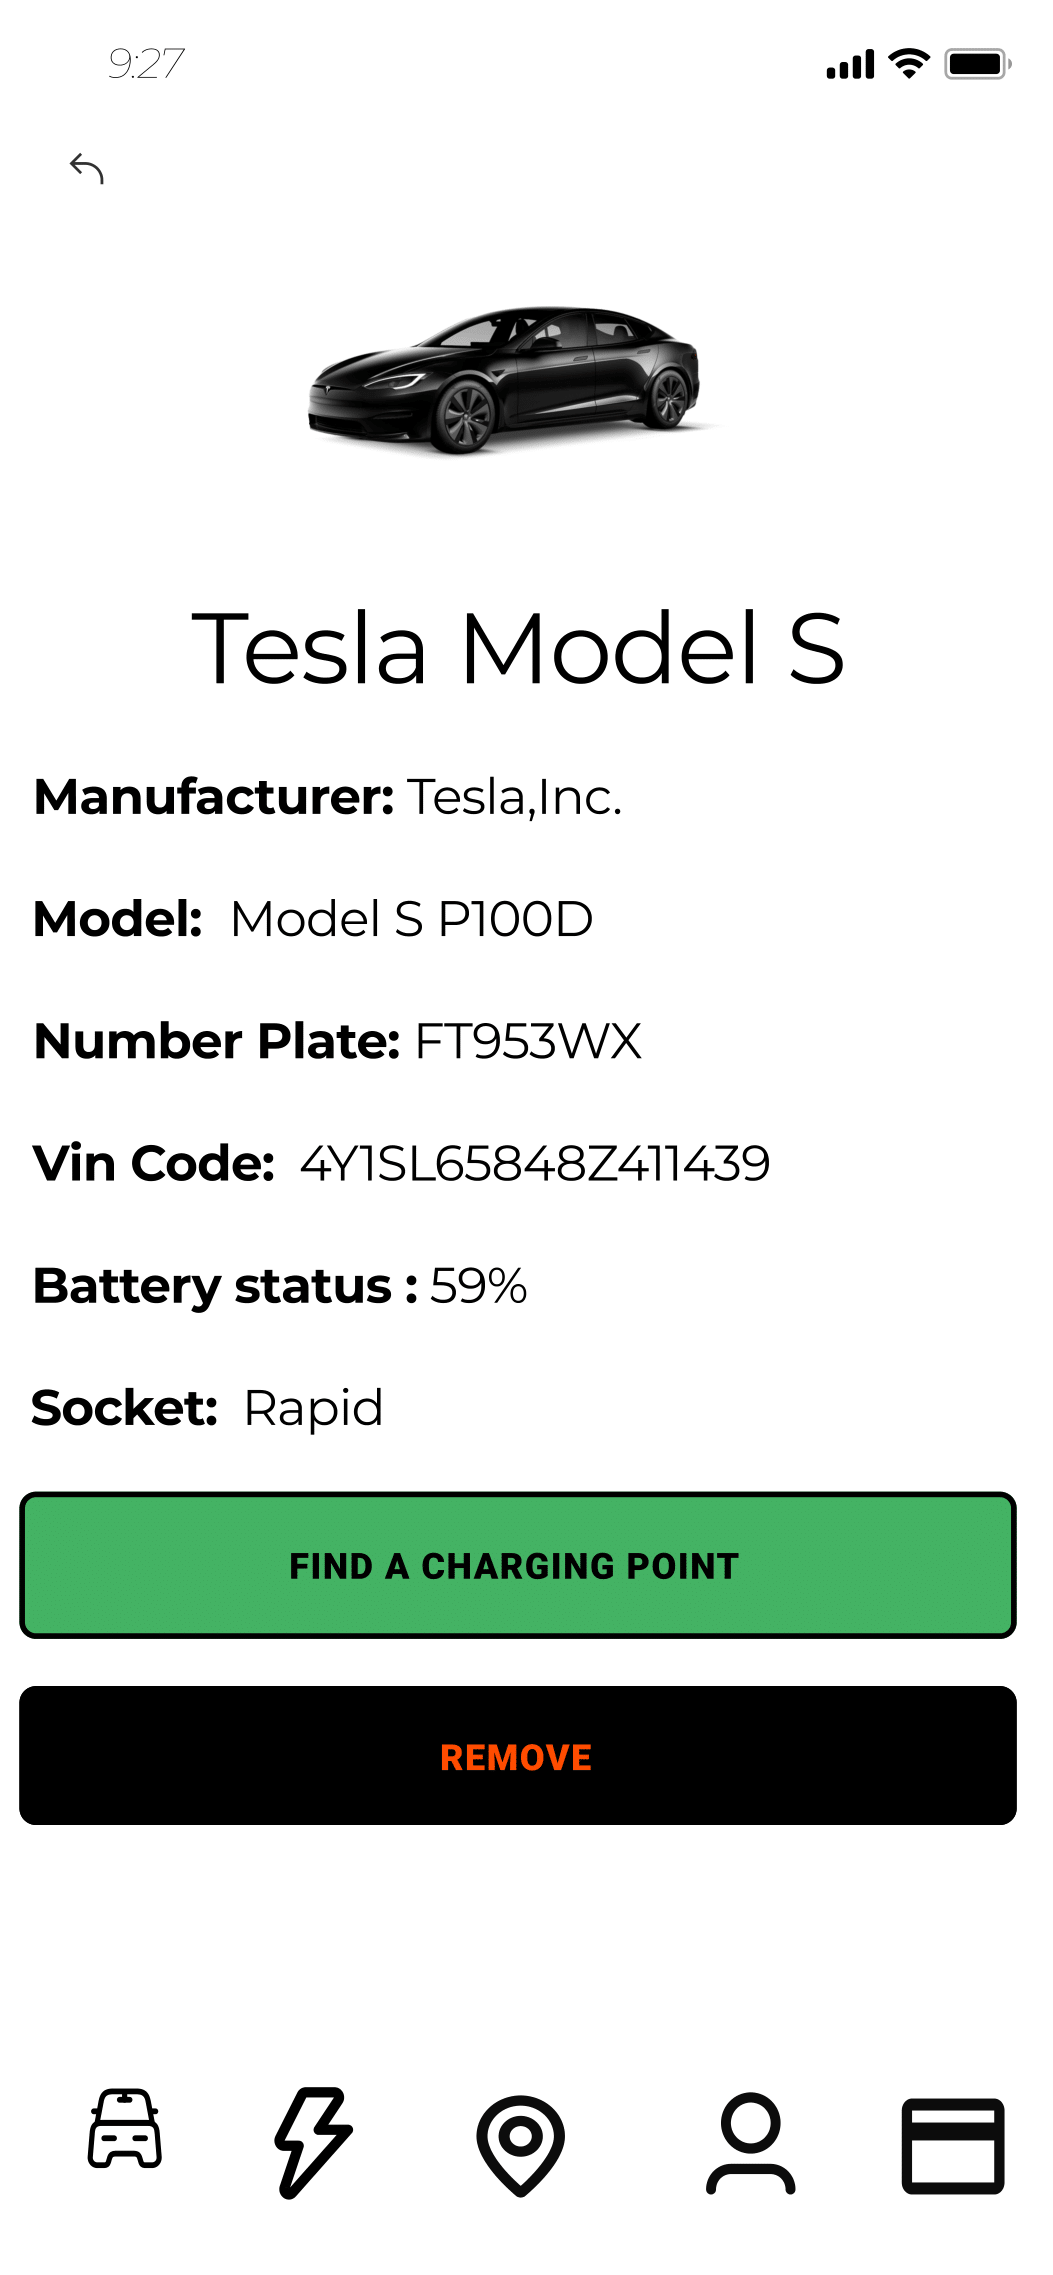 9:27
Tesla Model S
Manufacturer: Tesla,Inc.
Model: Model S P100D
Number Plate: FT953WX
Vin Code: 4Y1SL65848Z411439
Battery status : 59%
Socket: Rapid
FIND A CHARGING POINT
REMOVE